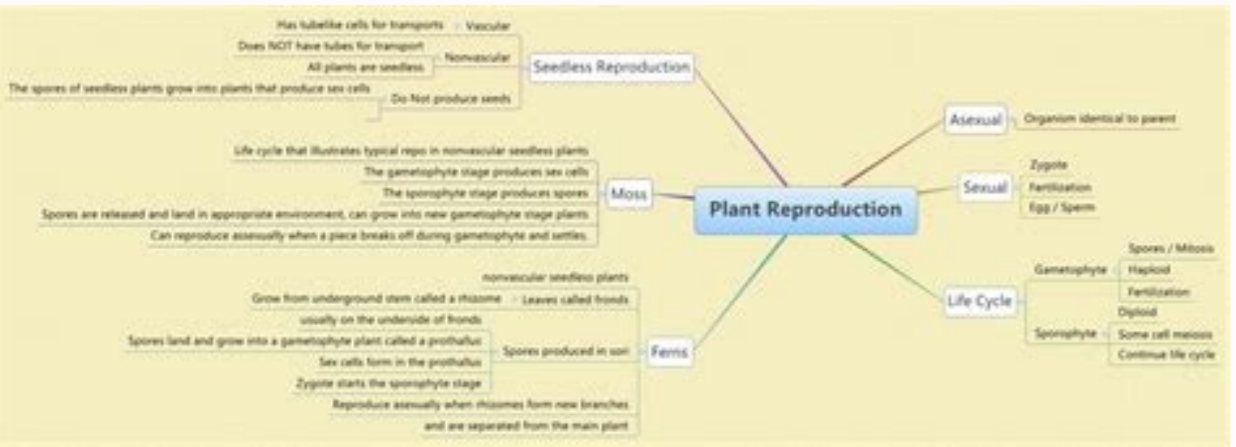 Plant Reproduction
Seedless Reproduction
Vascular
Has tubelike cells for transports
Nonvascular
Does NOT have tubes for transport
All plants are seedless
Do Not produce seeds
The spores of seedless plants grow into plants that produce sex cells
Moss
Life cycle that illustrates typical repo in nonvascular seedless plants
The gametophyte stage produces sex cells
The sporophyte stage produces spores
Spores are released and land in appropriate environment, can grow into new gametophyte stage plants
Can reproduce assexually when a piece breaks off during gametophyte and settles.
Ferns
nonvascular seedless plants
Leaves called fronds
Grow from underground stem called a rhizome
Spores produced in sori
usually on the underside of fronds
Spores land and grow into a gametophyte plant called a prothallus
Sex cells form in the prothallus
Zygote starts the sporophyte stage
Reproduce asexually when rhizomes form new branches
and are separated from the main plant
Asexual
Organism identical to parent
Sexual
Zygote
Fertilization
Egg / Sperm
Life Cycle
Gametophyte
Spores / Mitosis
Haploid
Fertilization
Sporophyte
Diploid
Some cell meiosis
Continue life cycle